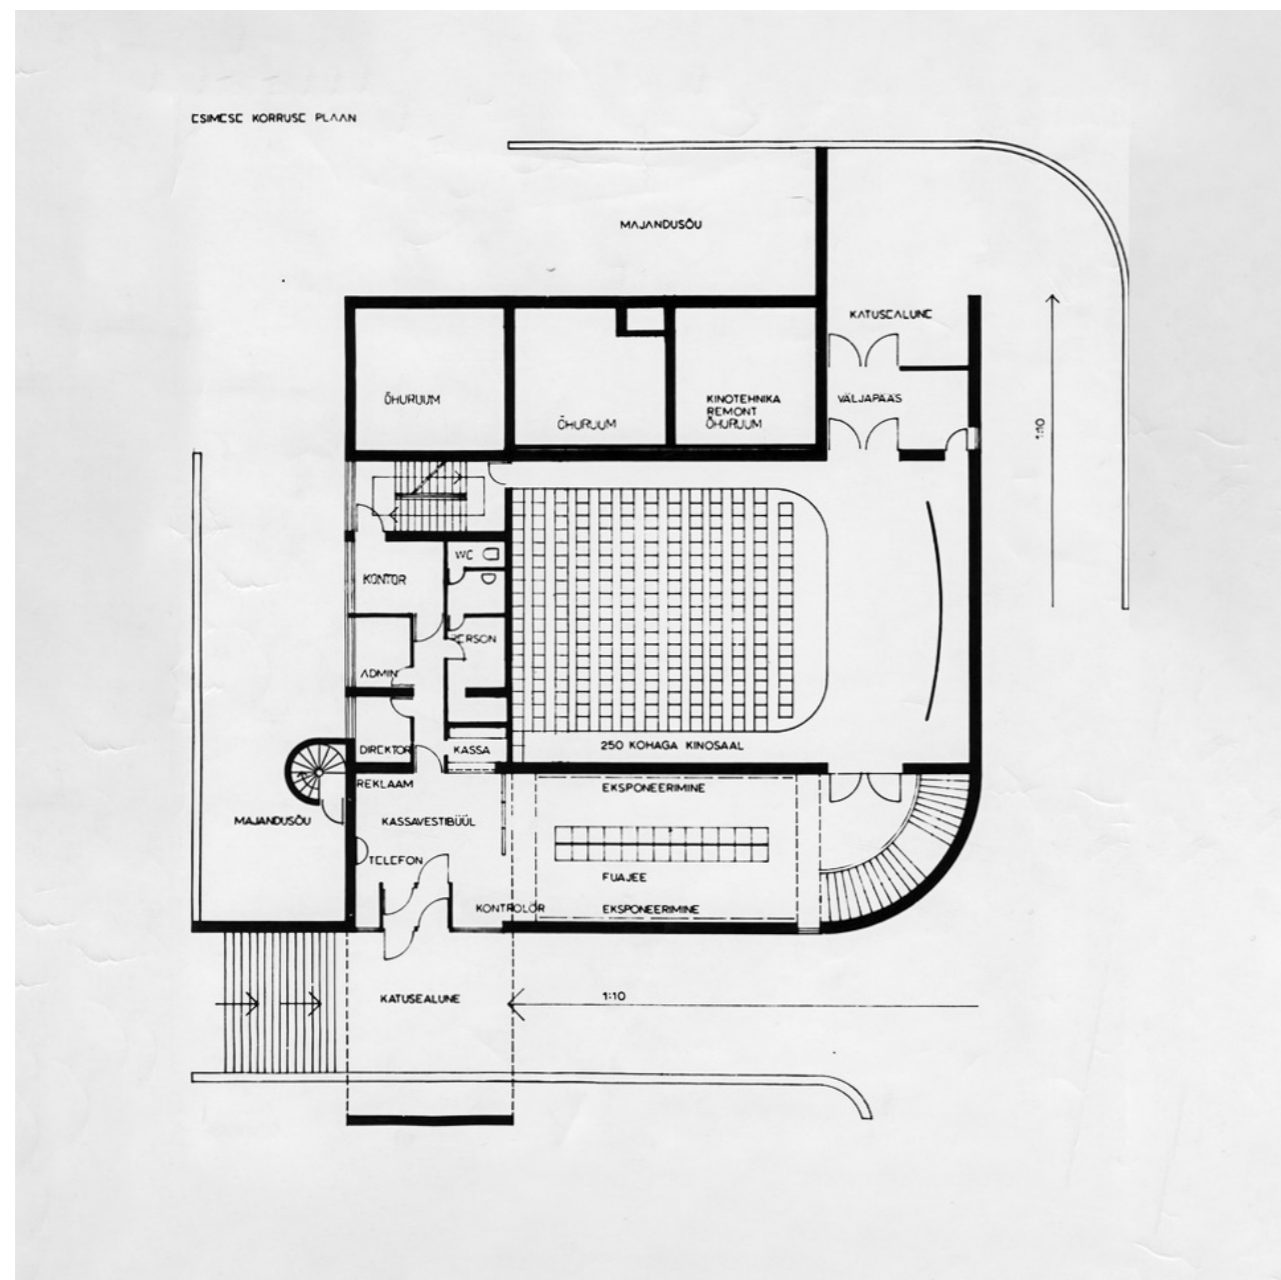 ESIMESE KORRUSE PLAAN
MAJANDUSÕU
KATUSEALUNE
ÕHURUUM
ÕHURUUM
KINOTEHNIKA
REMONT
ÕHURUUM
VÄLJAPÄÄS
1:10
WC
KONTOR
PERSON
ADMIN
DIREKTOR
KASSA
250 KOHAGA KINOSAAL
REKLAAM
EKSPONEERIMINE
MAJANDUSÕU
KASSAVESTIBÜÜL
TELEFON
FUAJEE
KONTROLÖR
EKSPONEERIMINE
KATUSEALUNE
1:10